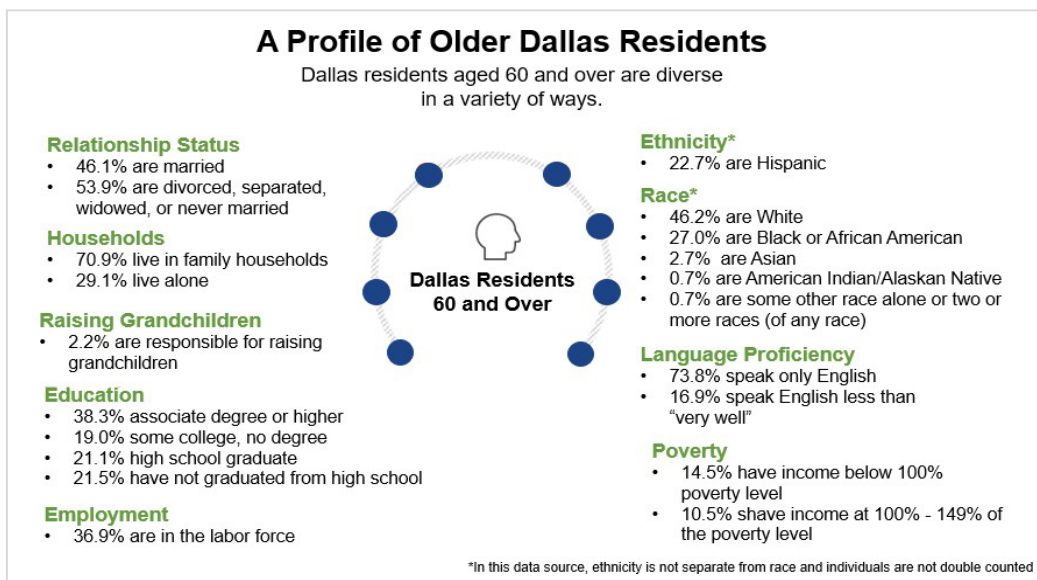 A Profile of Older Dallas Residents
Dallas residents aged 60 and over are diverse
in a variety of ways.
Relationship Status
• 46.1% are married
• 53.9% are divorced, separated,
widowed, or never married
Households
• 70.9% live in family households
• 29.1% live alone
Raising Grandchildren
• 2.2% are responsible for raising
grandchildren
Education
• 38.3% associate degree or higher
• 19.0% some college, no degree
• 21.1% high school graduate
• 21.5% have not graduated from high school
Employment
• 36.9% are in the labor force
Dallas Residents
60 and Over
Ethnicity*
• 22.7% are Hispanic
Race*
• 46.2% are White
• 27.0% are Black or African American
• 2.7% are Asian
• 0.7% are American Indian/Alaskan Native
• 0.7% are some other race alone or two or
more races (of any race)
Language Proficiency
• 73.8% speak only English
• 16.9% speak English less than
“very well”
Poverty
• 14.5% have income below 100%
poverty level
• 10.5% shave income at 100% - 149% of
the poverty level
*In this data source, ethnicity is not separate from race and individuals are not double counted